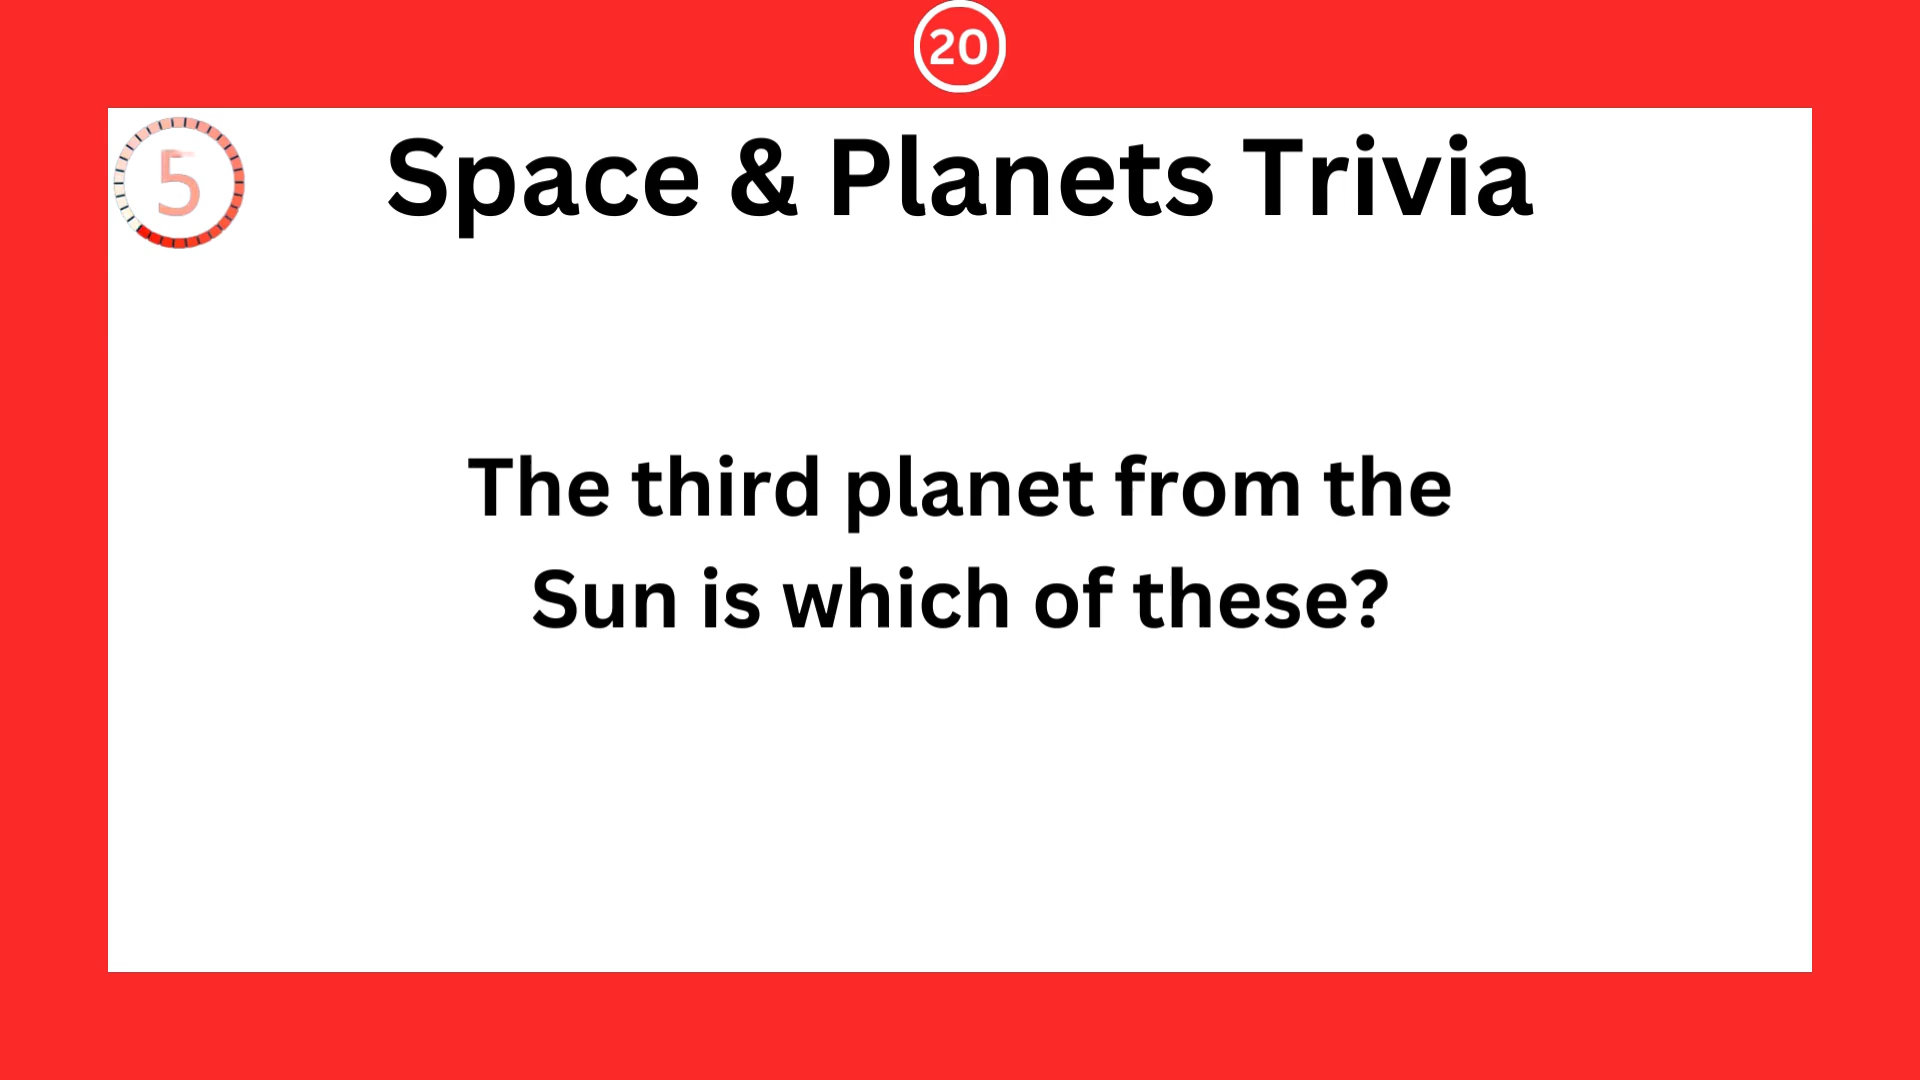 20
5
Space & Planets Trivia
The third planet from the
Sun is which of these?